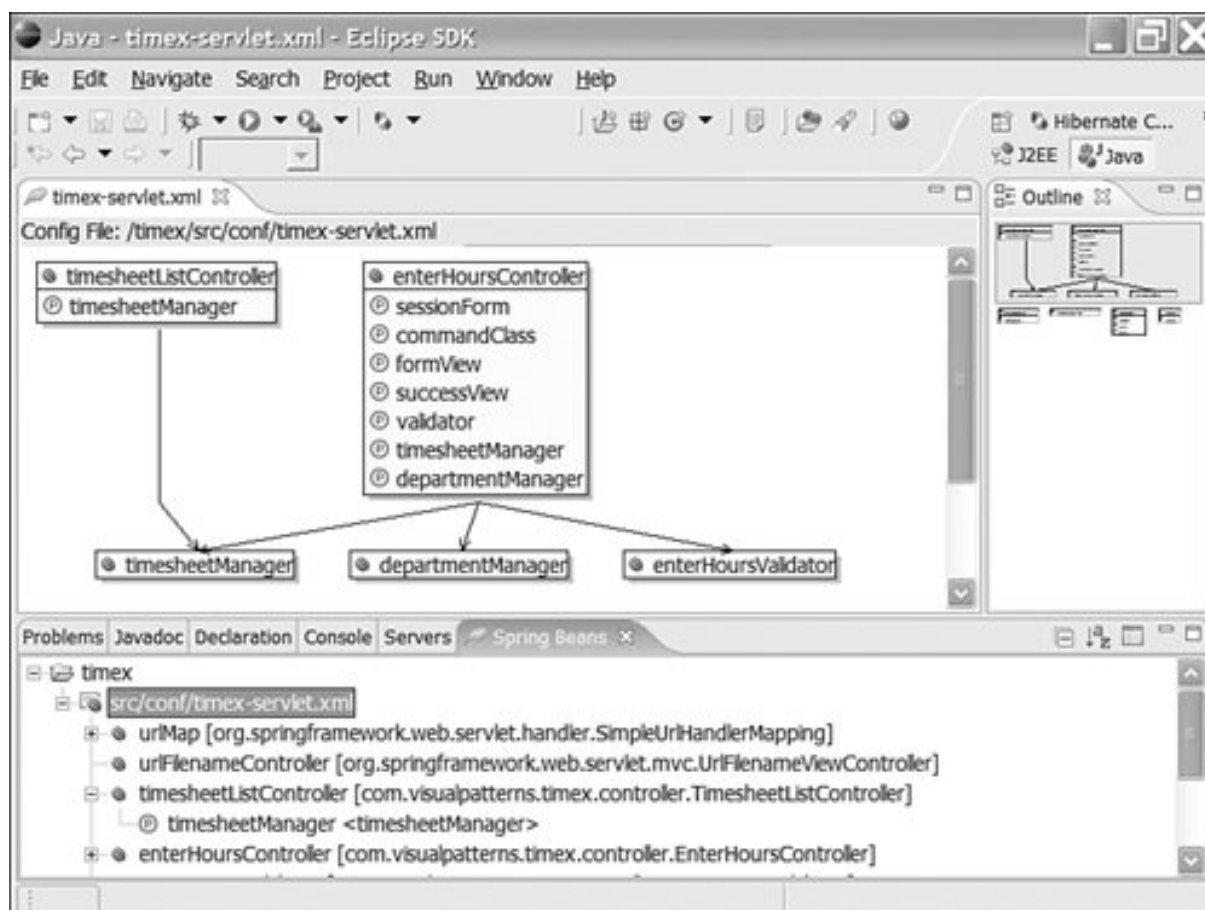 Java - timex-servlet.xml - Eclipse SDK
File Edit Navigate Search Project Run Window Help
Hibernate C...
J2EE Java
timex-servlet.xml
Outline
Config File: /timex/src/conf/timex-servlet.xml
timesheetListController
timesheetManager
enterHoursController
sessionForm
commandClass
formView
successView
validator
timesheetManager
departmentManager
timesheetManager
departmentManager
enterHoursValidator
Problems Javadoc Declaration Console Servers Spring Beans
timex
src/conf/timex-servlet.xml
urlMap [org.springframework.web.servlet.handler.SimpleUrlHandlerMapping]
urlFilenameController [org.springframework.web.servlet.mvc.UrlFilenameViewController]
timesheetListController [com.visualpatterns.timex.controller.TimesheetListController]
timesheetManager <timesheetManager>
enterHoursController [com.visualpatterns.timex.controller.EnterHoursController]